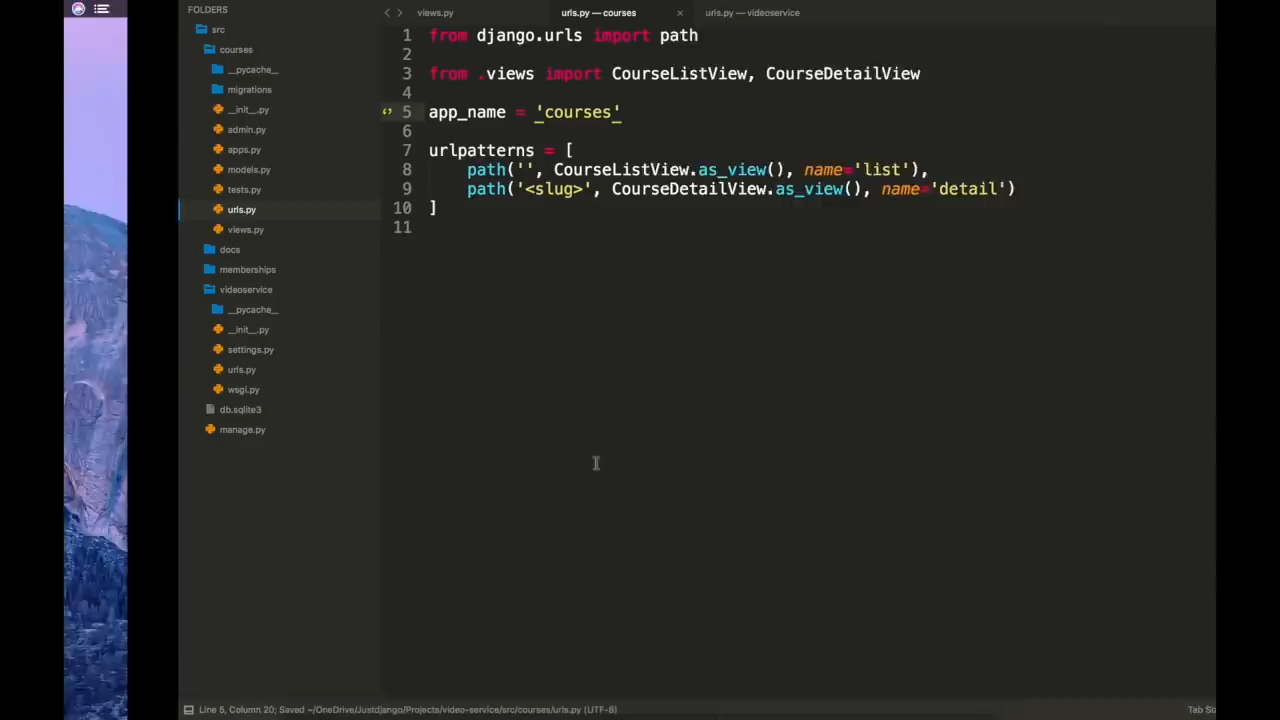 FOLDERS
src
courses
__pycache__
migrations
__init__.py
admin.py
apps.py
models.py
tests.py
urls.py
views.py
docs
memberships
videoservice
__pycache__
__init__.py
settings.py
urls.py
wsgi.py
db.sqlite3
manage.py
views.py
urls.py — courses
urls.py — videoservice
1 from django.urls import path
2
3 from .views import CourseListView, CourseDetailView
4
5 app_name = 'courses'
6
7 urlpatterns = [
8 path('', CourseListView.as_view(), name='list'),
9 path('<slug>', CourseDetailView.as_view(), name='detail')
10 ]
11
Line 5, Column 20; Saved ~/OneDrive/Justdjango/Projects/video-service/src/courses/urls.py (UTF-8)
Tab Siz